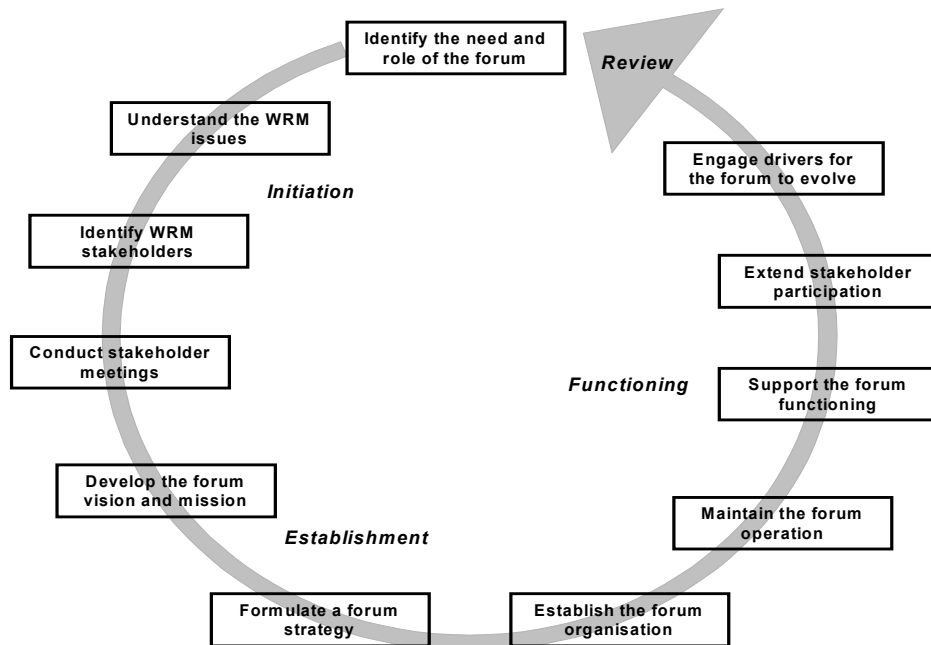 Identify the need and
role of the forum
Review
Understand the WRM
issues
Engage drivers for
the forum to evolve
Initiation
Identify WRM
stakeholders
Extend stakeholder
participation
Conduct stakeholder
meetings
Functioning
Support the forum
functioning
Develop the forum
vision and mission
Maintain the forum
operation
Establishment
Formulate a forum
strategy
Establish the forum
organisation